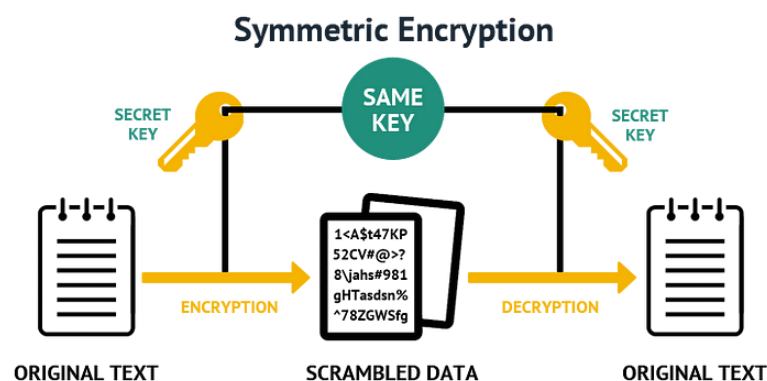 Symmetric Encryption
SECRET
KEY
SAME
KEY
SECRET
KEY
1<A$t47KP
52CV#@>?
8\jahs#981
gHTasdsn%
^78ZGWSfg
ENCRYPTION
DECRYPTION
ORIGINAL TEXT
SCRAMBLED DATA
ORIGINAL TEXT